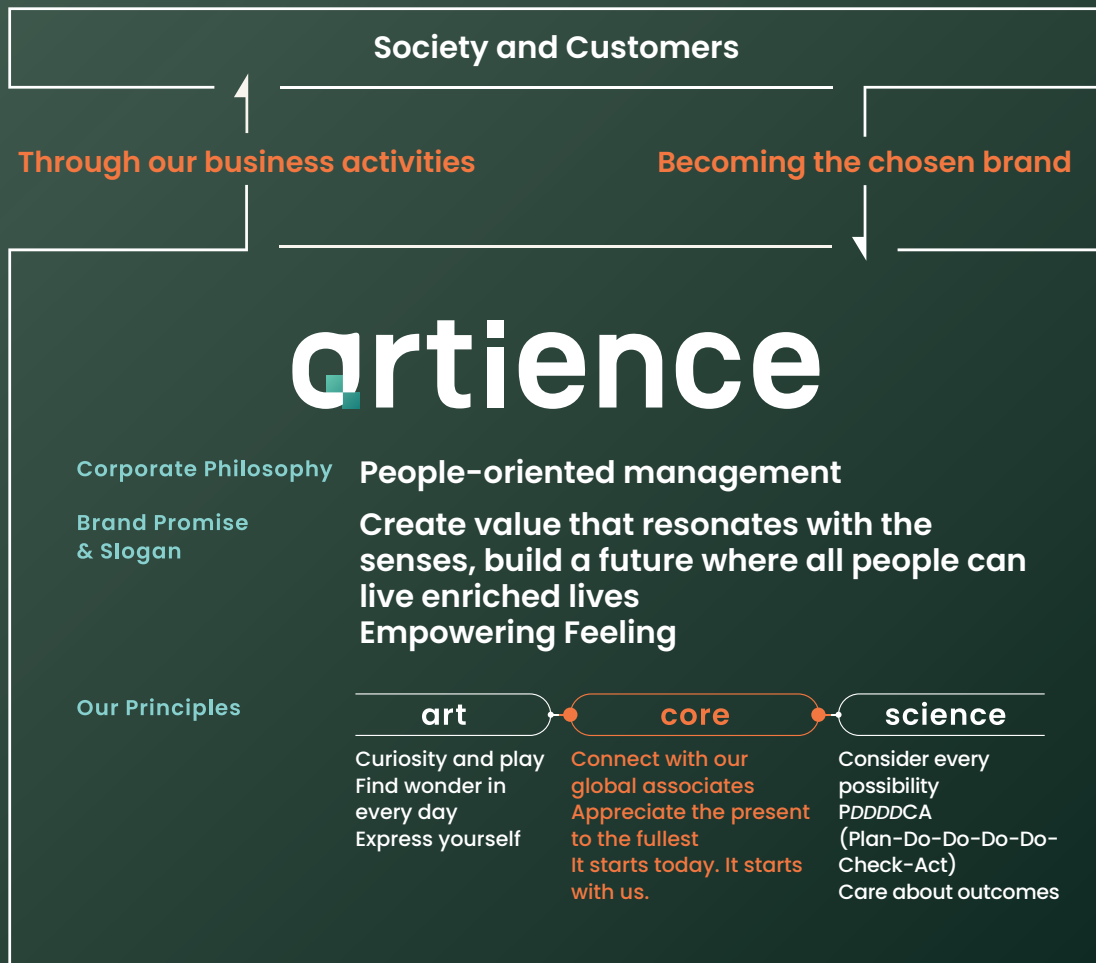 Society and Customers
Through our business activities
Becoming the chosen brand
artience
Corporate Philosophy
People-oriented management
Brand Promise
& Slogan
Create value that resonates with the
senses, build a future where all people can
live enriched lives
Empowering Feeling
Our Principles
art
Curiosity and play
Find wonder in
every day
Express yourself
core
Connect with our
global associates
Appreciate the present
to the fullest
It starts today. It starts
with us.
science
Consider every
possibility
PDDDDCA
(Plan-Do-Do-Do-Do-
Check-Act)
Care about outcomes